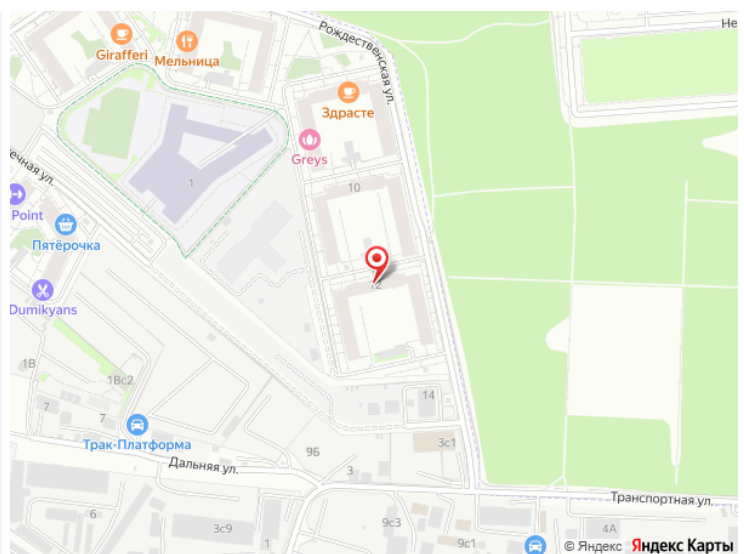 Не
Рождественская ул.
Girafferi
Мельница
Здрасте
Greys
1
10
ечная ул.
Point
Пятёрочка
12
Dumikyans
1В
1Вс2
7
7
14
Трак-Платформа
3с1
9Б
Дальняя ул.
3
Транспортная ул.
6
3с9
1
9с3
9с1
4А
© Яндекс Яндекс Карты